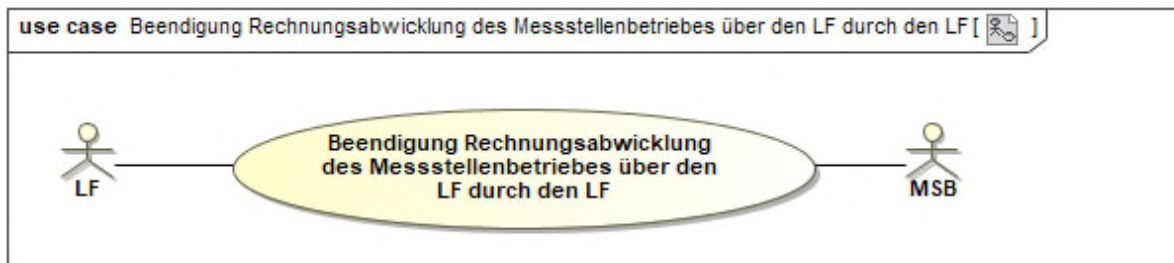 use case Beendigung Rechnungsabwicklung des Messstellenbetriebes über den LF durch den LF [ ]
Beendigung Rechnungsabwicklung
des Messstellenbetriebes über den
LF durch den LF
LF
MSB